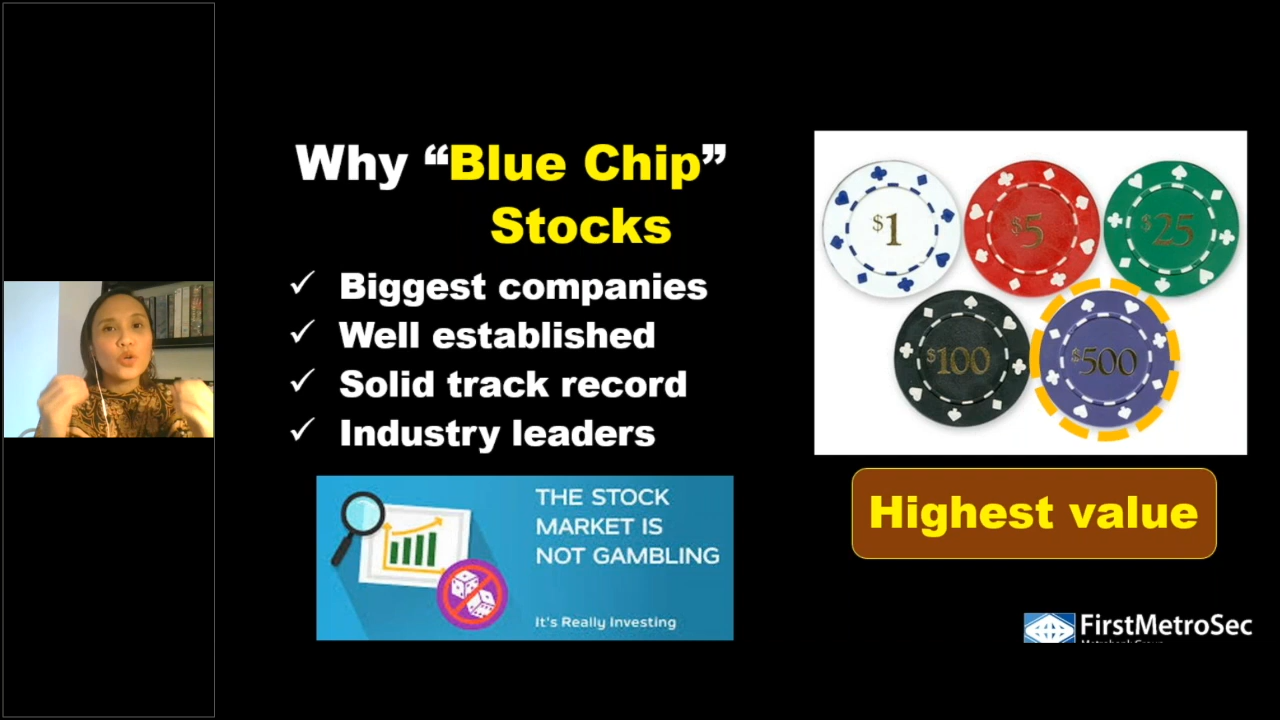 Why “Blue Chip”
Stocks
✓ Biggest companies
✓ Well established
✓ Solid track record
✓ Industry leaders
THE STOCK
MARKET IS
NOT GAMBLING
It's Really Investing
$1
$5
$25
$100
$500
Highest value
FirstMetroSec